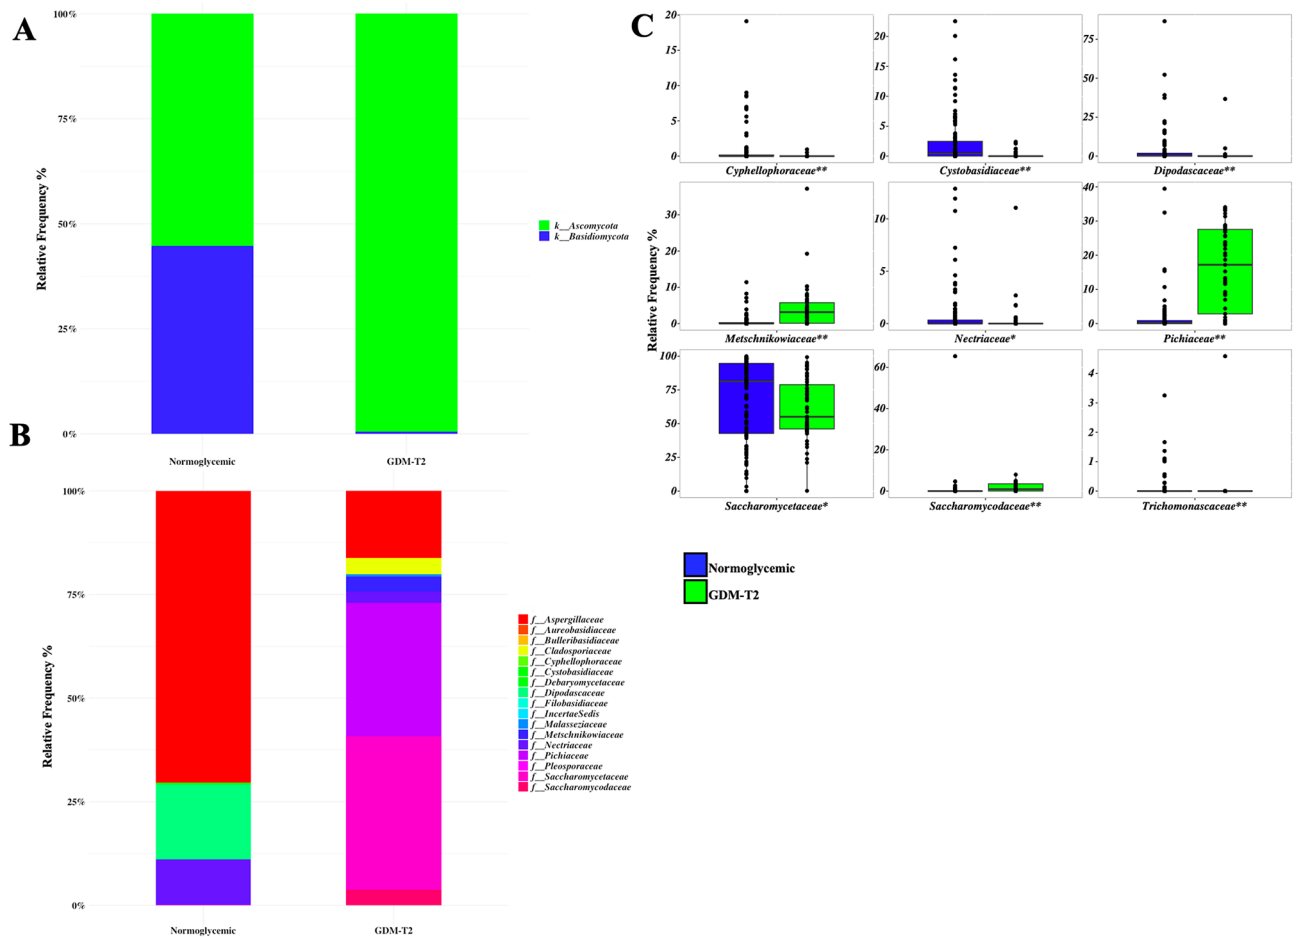 A
100%
75%
50%
25%
0%
Relative Frequency %
Normoglycemic
GDM-T2
k__Ascomycota
k__Basidiomycota
B
100%
75%
50%
25%
0%
Relative Frequency %
Normoglycemic
GDM-T2
f__Aspergillaceae
f__Aureobasidiaceae
f__Bulleribasidiaceae
f__Cladosporiaceae
f__Cyphellophoraceae
f__Cystobasidiaceae
f__Debaryomycetaceae
f__Dipodascaceae
f__Filobasidiaceae
f__IncertaeSedis
f__Malasseziaceae
f__Metschnikowiaceae
f__Nectriaceae
f__Pichiaceae
f__Pleosporaceae
f__Saccharomycetaceae
f__Saccharomycodaceae
C
Relative Frequency %
20
15
10
5
0
Cyphellophoraceae**
20
15
10
5
0
Cystobasidiaceae**
75
50
25
0
Dipodascaceae**
30
20
10
0
Metschnikowiaceae**
10
5
0
Nectriaceae*
40
30
20
10
0
Pichiaceae**
100
75
50
25
0
Saccharomycetaceae*
60
40
20
0
Saccharomycodaceae**
4
3
2
1
0
Trichomonascaceae**
Normoglycemic
GDM-T2